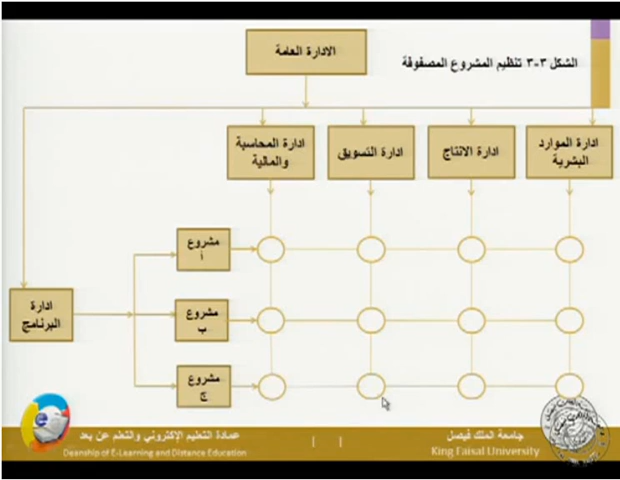 الادارة العامة
الشكل ٣-٣ تنظيم المشروع المصفوفة
ادارة الموارد
البشرية
ادارة الانتاج
ادارة التسويق
ادارة المحاسبة
والمالية
مشروع
أ
ادارة
البرنامج
مشروع
ب
مشروع
ج
جامعة الملك فيصل
King Faisal University
عمادة التعليم الإلكتروني والتعلم عن بعد
Deanship of E-Learning and Distance Education